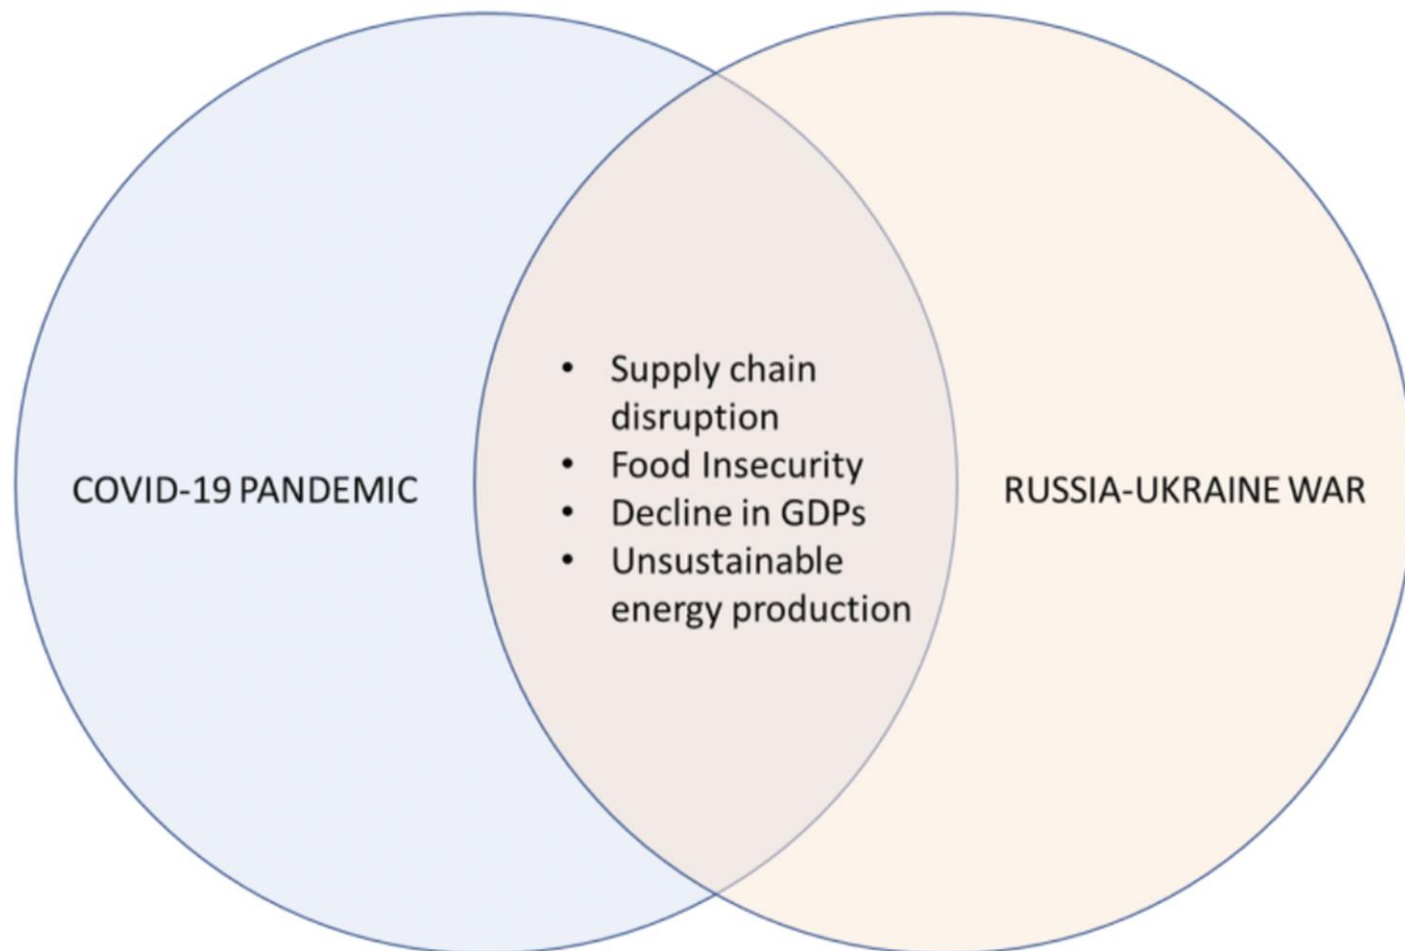 COVID-19 PANDEMIC
• Supply chain
disruption
• Food Insecurity
• Decline in GDPs
• Unsustainable
energy production
RUSSIA-UKRAINE WAR